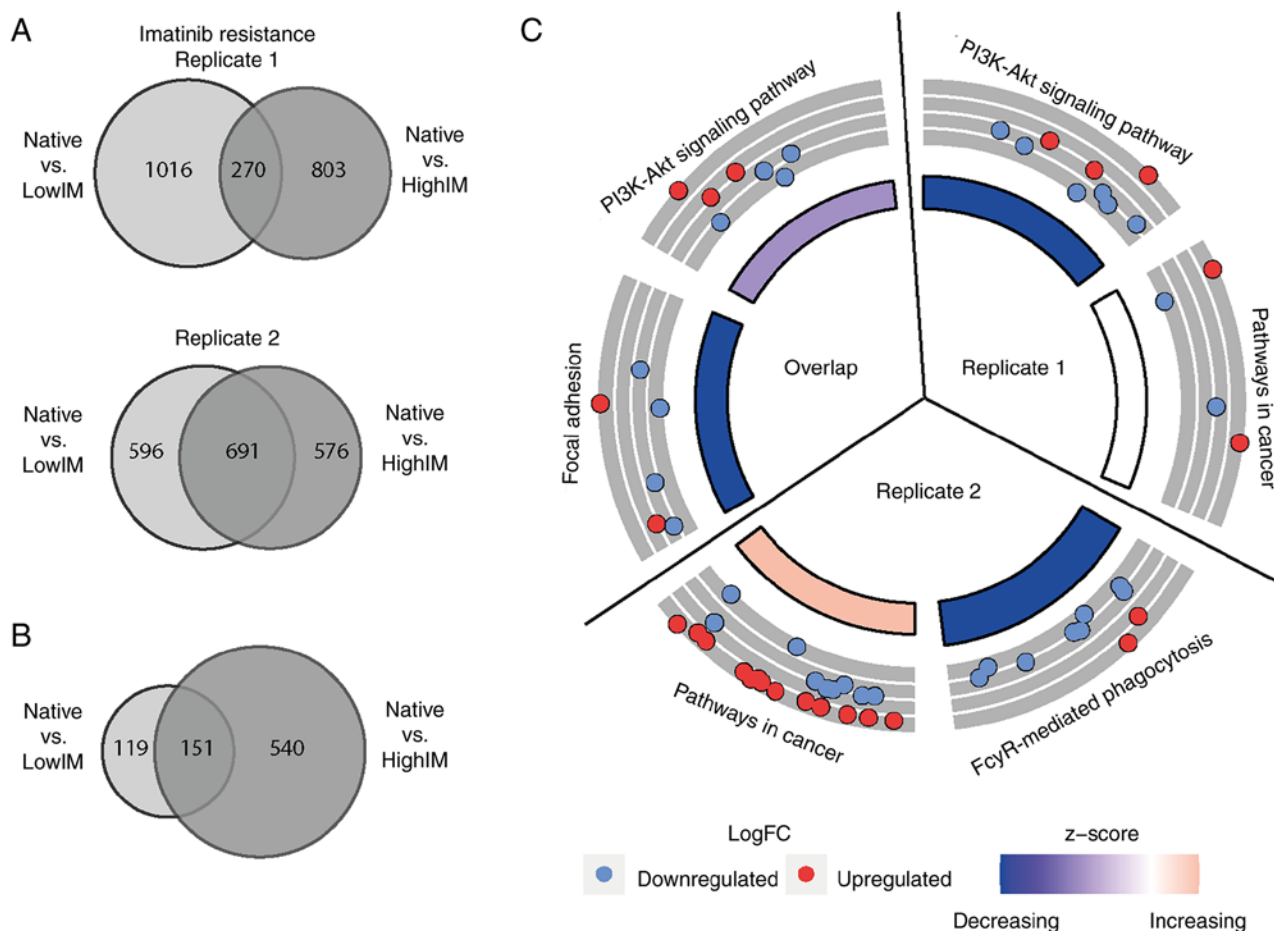 A
Imatinib resistance
Replicate 1
Native
vs.
LowIM
1016
270
803
Native
vs.
HighIM
Replicate 2
Native
vs.
LowIM
596
691
576
Native
vs.
HighIM
B
Native
vs.
LowIM
119
151
540
Native
vs.
HighIM
C
PI3K-Akt signaling pathway
PI3K-Akt signaling pathway
Focal adhesion
Overlap
Replicate 1
Pathways in cancer
Replicate 2
Pathways in cancer
FcyR-mediated phagocytosis
LogFC
Downregulated
Upregulated
z-score
Decreasing
Increasing